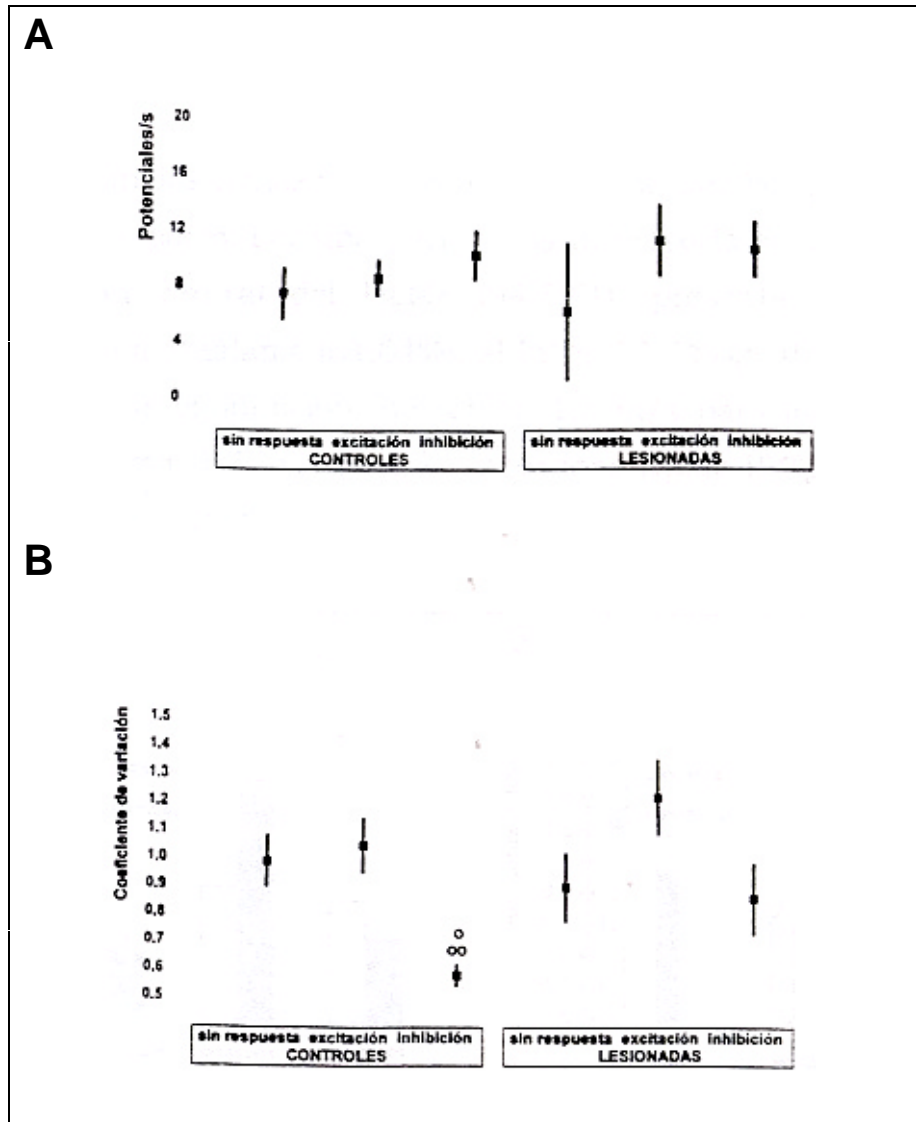 A
Potenciales/s
20
16
12
8
4
0
sin respuesta excitación inhibición
CONTROLES
sin respuesta excitación inhibición
LESIONADAS
B
Coeficiente de variación
1,5
1,4
1,3
1,2
1,1
1,0
0,9
0,8
0,7
0,6
0,5
sin respuesta excitación inhibición
CONTROLES
sin respuesta excitación inhibición
LESIONADAS